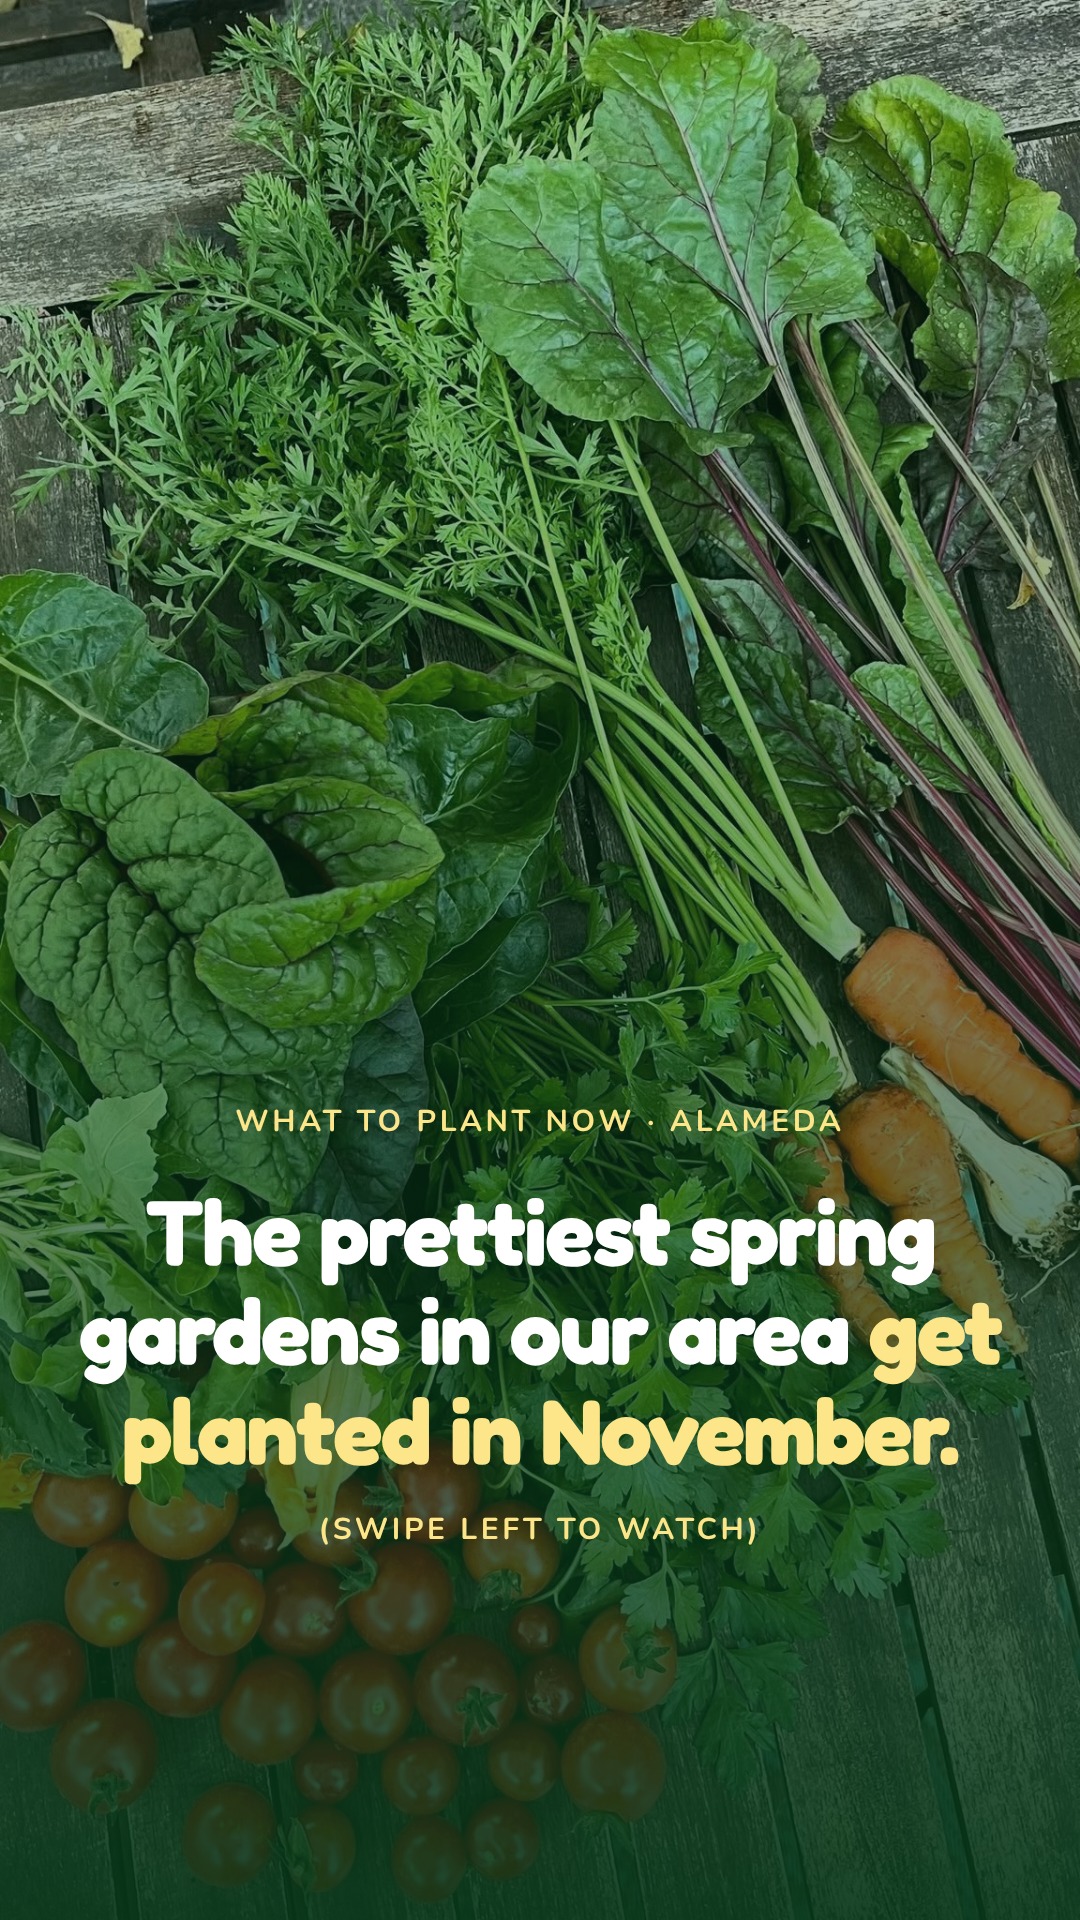 WHAT TO PLANT NOW · ALAMEDA
The prettiest spring
gardens in our area get
planted in November.
(SWIPE LEFT TO WATCH)